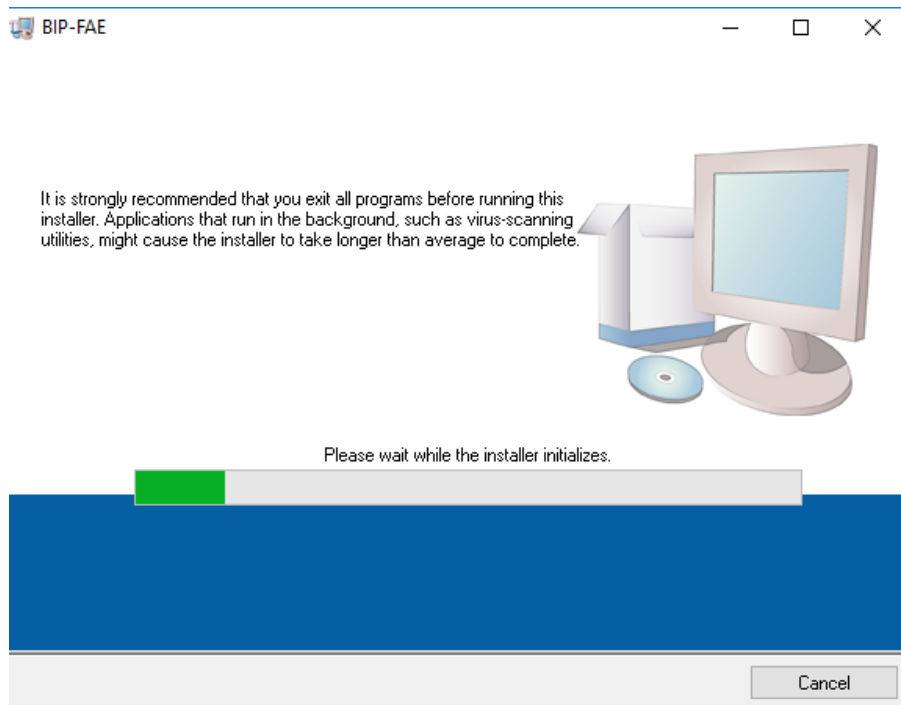 BIP-FAE
It is strongly recommended that you exit all programs before running this
installer. Applications that run in the background, such as virus-scanning
utilities, might cause the installer to take longer than average to complete.
Please wait while the installer initializes.
Cancel